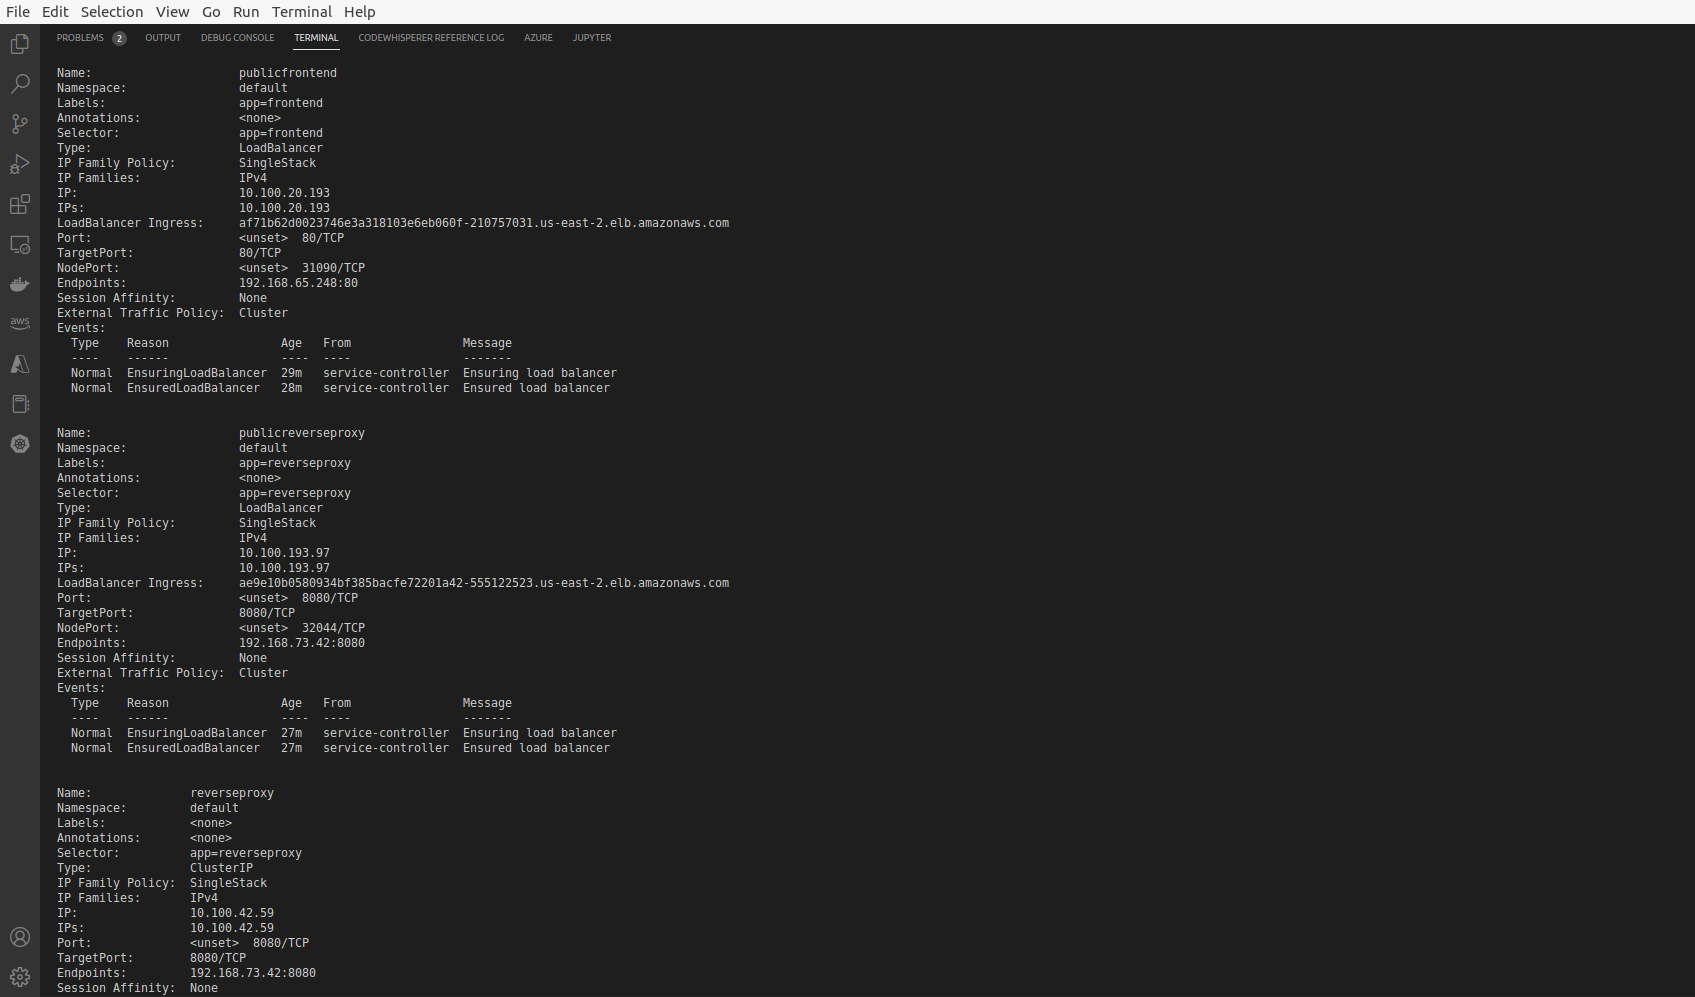 File Edit Selection View Go Run Terminal Help
PROBLEMS 2 OUTPUT DEBUG CONSOLE TERMINAL CODEWHISPERER REFERENCE LOG AZURE JUPYTER
Name: publicfrontend
Namespace: default
Labels: app=frontend
Annotations: <none>
Selector: app=frontend
Type: LoadBalancer
IP Family Policy: SingleStack
IP Families: IPv4
IP: 10.100.20.193
IPs: 10.100.20.193
LoadBalancer Ingress: af71b62d0023746e3a318103e6eb060f-210757031.us-east-2.elb.amazonaws.com
Port: <unset> 80/TCP
TargetPort: 80/TCP
NodePort: <unset> 31090/TCP
Endpoints: 192.168.65.248:80
Session Affinity: None
External Traffic Policy: Cluster
Events:
Type Reason Age From Message
---- ------ ---- ---- -------
Normal EnsuringLoadBalancer 29m service-controller Ensuring load balancer
Normal EnsuredLoadBalancer 28m service-controller Ensured load balancer
Name: publicreverseproxy
Namespace: default
Labels: app=reverseproxy
Annotations: <none>
Selector: app=reverseproxy
Type: LoadBalancer
IP Family Policy: SingleStack
IP Families: IPv4
IP: 10.100.193.97
IPs: 10.100.193.97
LoadBalancer Ingress: ae9e10b0580934bf385bacfe72201a42-555122523.us-east-2.elb.amazonaws.com
Port: <unset> 8080/TCP
TargetPort: 8080/TCP
NodePort: <unset> 32044/TCP
Endpoints: 192.168.73.42:8080
Session Affinity: None
External Traffic Policy: Cluster
Events:
Type Reason Age From Message
---- ------ ---- ---- -------
Normal EnsuringLoadBalancer 27m service-controller Ensuring load balancer
Normal EnsuredLoadBalancer 27m service-controller Ensured load balancer
Name: reverseproxy
Namespace: default
Labels: <none>
Annotations: <none>
Selector: app=reverseproxy
Type: ClusterIP
IP Family Policy: SingleStack
IP Families: IPv4
IP: 10.100.42.59
IPs: 10.100.42.59
Port: <unset> 8080/TCP
TargetPort: 8080/TCP
Endpoints: 192.168.73.42:8080
Session Affinity: None
aws